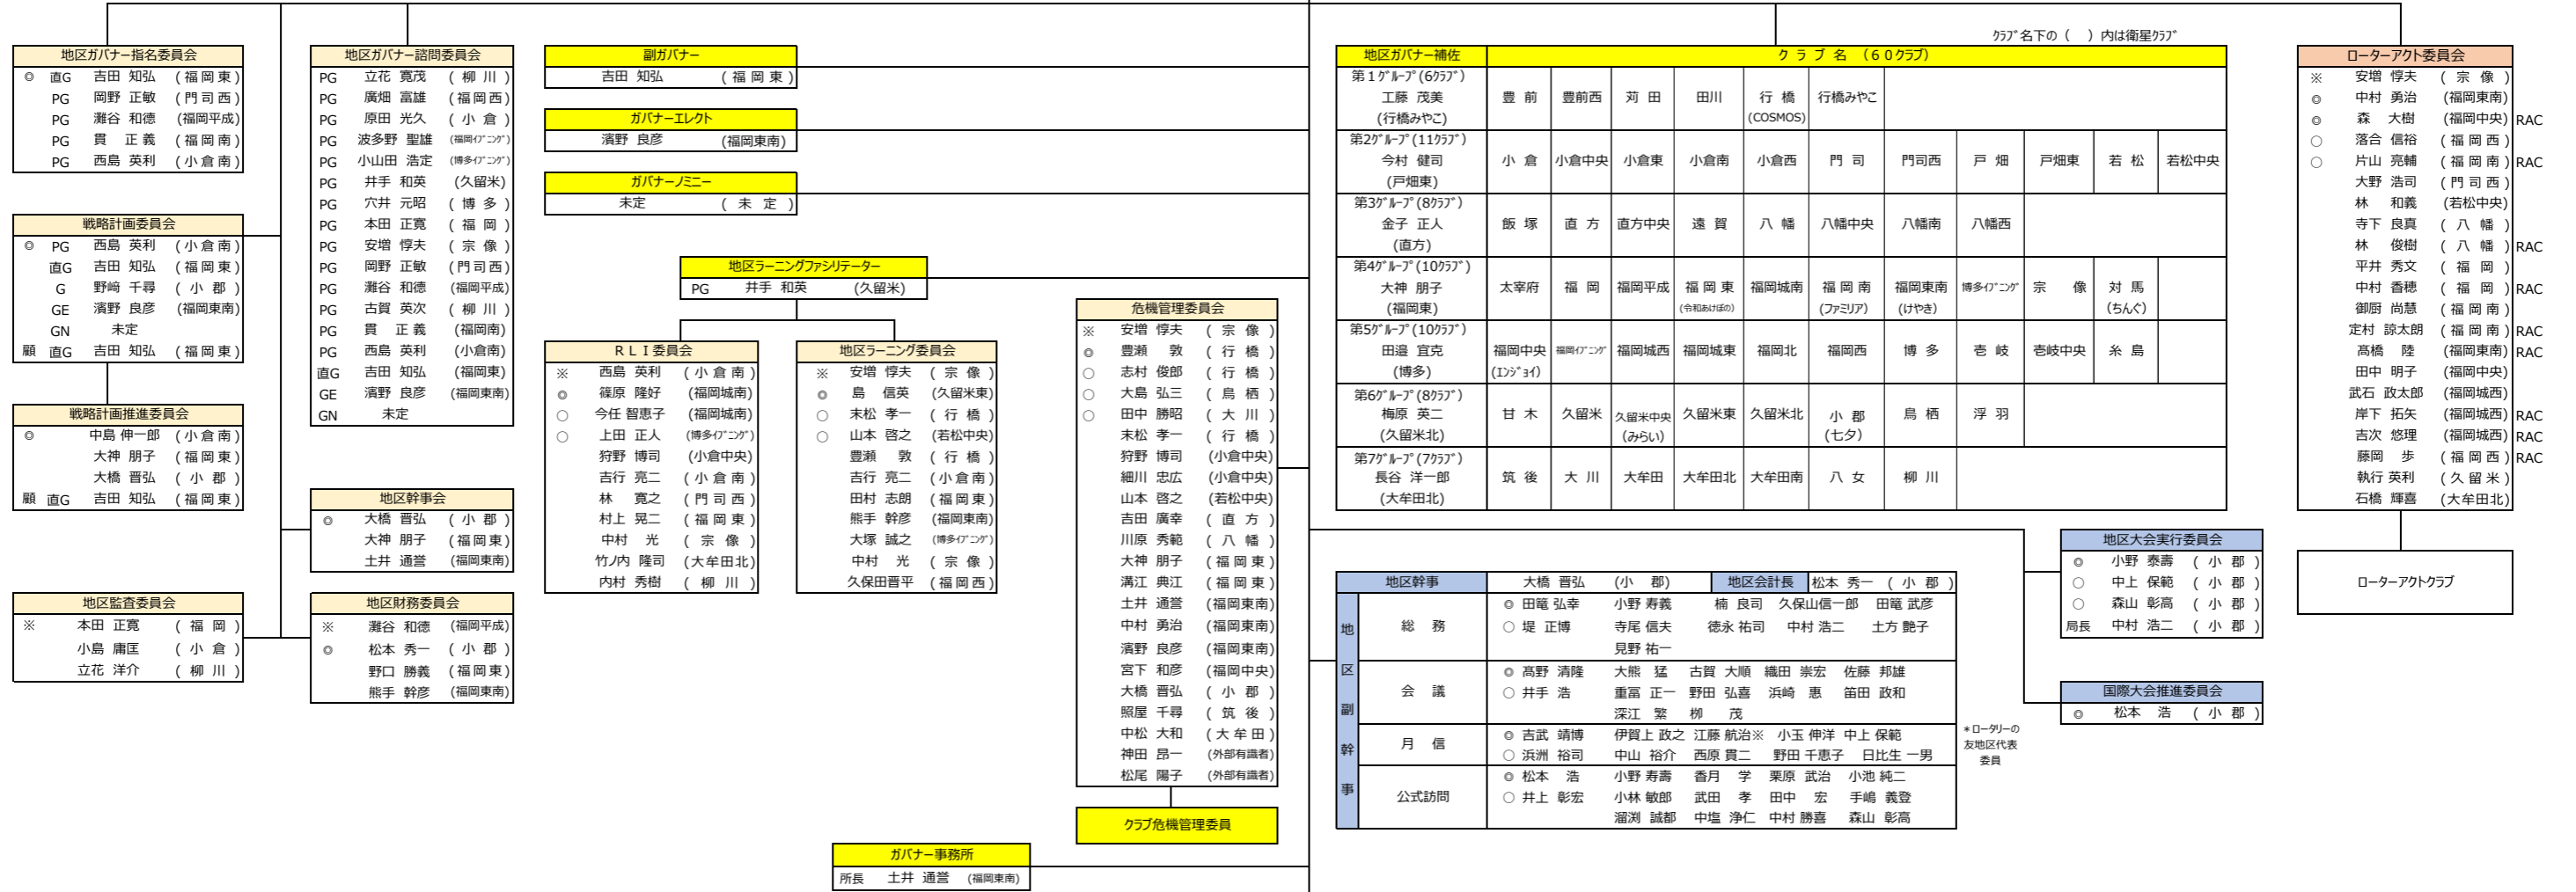 クラブ名下の（　）内は衛星クラブ
地区ガバナー指名委員会
◎ 直G 吉田 知弘 (福岡東)
PG 岡野 正敏 (門司西)
PG 灘谷 和德 (福岡平成)
PG 貫 正義 (福岡南)
PG 西島 英利 (小倉南)
戦略計画委員会
◎ PG 西島 英利 (小倉南)
直G 吉田 知弘 (福岡東)
G 野﨑 千尋 (小郡)
GE 濱野 良彦 (福岡東南)
GN 未定
顧 直G 吉田 知弘 (福岡東)
戦略計画推進委員会
◎ 中島 伸一郎 (小倉南)
大神 朋子 (福岡東)
大橋 晋弘 (小郡)
顧 直G 吉田 知弘 (福岡東)
地区監査委員会
※ 本田 正寛 (福岡)
小島 庸匡 (小倉)
立花 洋介 (柳川)
地区ガバナー諮問委員会
PG 立花 寛茂 (柳川)
PG 廣畑 富雄 (福岡西)
PG 原田 光久 (小倉)
PG 波多野 聖雄 (福岡イブニング)
PG 小山田 浩定 (博多イブニング)
PG 井手 和英 (久留米)
PG 穴井 元昭 (博多)
PG 本田 正寛 (福岡)
PG 安増 惇夫 (宗像)
PG 岡野 正敏 (門司西)
PG 灘谷 和德 (福岡平成)
PG 古賀 英次 (柳川)
PG 貫 正義 (福岡南)
PG 西島 英利 (小倉南)
直G 吉田 知弘 (福岡東)
GE 濱野 良彦 (福岡東南)
GN 未定
地区幹事会
◎ 大橋 晋弘 (小郡)
大神 朋子 (福岡東)
土井 通誉 (福岡東南)
地区財務委員会
※ 灘谷 和德 (福岡平成)
◎ 松本 秀一 (小郡)
野口 勝義 (福岡東)
熊手 幹彦 (福岡東南)
副ガバナー
吉田 知弘 (福岡東)
ガバナーエレクト
濱野 良彦 (福岡東南)
ガバナーノミニー
未定 (未定)
地区ラーニングファシリテーター
PG 井手 和英 (久留米)
ＲＬＩ委員会
※ 西島 英利 (小倉南)
◎ 篠原 隆好 (福岡城南)
○ 今任 智恵子 (福岡城南)
○ 上田 正人 (博多イブニング)
狩野 博司 (小倉中央)
吉行 亮二 (小倉南)
林 寛之 (門司西)
村上 晃二 (福岡東)
中村 光 (宗像)
竹ノ内 隆司 (大牟田北)
内村 秀樹 (柳川)
地区ラーニング委員会
※ 安増 惇夫 (宗像)
◎ 島 信英 (久留米東)
○ 末松 孝一 (行橋)
○ 山本 啓之 (若松中央)
豊瀬 敦 (行橋)
吉行 亮二 (小倉南)
田村 志朗 (福岡東)
熊手 幹彦 (福岡東南)
大塚 誠之 (博多イブニング)
中村 光 (宗像)
久保田晋平 (福岡西)
危機管理委員会
※ 安増 惇夫 (宗像)
◎ 豊瀬 敦 (行橋)
○ 志村 俊郎 (行橋)
○ 大島 弘三 (鳥栖)
○ 田中 勝昭 (大川)
末松 孝一 (行橋)
狩野 博司 (小倉中央)
細川 忠広 (小倉中央)
山本 啓之 (若松中央)
吉田 廣幸 (直方)
川原 秀範 (八幡)
大神 朋子 (福岡東)
溝江 典江 (福岡東)
土井 通誉 (福岡東南)
中村 勇治 (福岡東南)
濱野 良彦 (福岡東南)
宮下 和彦 (福岡中央)
大橋 晋弘 (小郡)
照屋 千尋 (筑後)
中松 大和 (大牟田)
神田 昂一 (外部有識者)
松尾 陽子 (外部有識者)
クラブ危機管理委員
ガバナー事務所
所長 土井 通誉 (福岡東南)
地区ガバナー補佐 クラブ名 (60クラブ)
第1グループ(6クラブ)
工藤 茂美 豊前 豊前西 苅田 田川 行橋 行橋みやこ
(行橋みやこ) (COSMOS)
第2グループ(11クラブ)
今村 健司 小倉 小倉中央 小倉東 小倉南 小倉西 門司 門司西 戸畑 戸畑東 若松 若松中央
(戸畑東)
第3グループ(8クラブ)
金子 正人 飯塚 直方 直方中央 遠賀 八幡 八幡中央 八幡南 八幡西
(直方)
第4グループ(10クラブ)
大神 朋子 太宰府 福岡 福岡平成 福岡東 福岡城南 福岡南 福岡東南 博多イブニング 宗像 対馬
(福岡東) (令和あけぼの) (ファミリア) (けやき) (ちんぐ)
第5グループ(10クラブ)
田邉 宜克 福岡中央 福岡イブニング 福岡城西 福岡城東 福岡北 福岡西 博多 壱岐 壱岐中央 糸島
(博多) (エンジョイ)
第6グループ(8クラブ)
梅原 英二 甘木 久留米 久留米中央 久留米東 久留米北 小郡 鳥栖 浮羽
(久留米北) (みらい) (七夕)
第7グループ(7クラブ)
長谷 洋一郎 筑後 大川 大牟田 大牟田北 大牟田南 八女 柳川
(大牟田北)
地区幹事 大橋 晋弘 (小郡) 地区会計長 松本 秀一 (小郡)
地区副幹事
総務
◎ 田篭 弘幸 小野 寿義 楠 良司 久保山信一郎 田篭 武彦
○ 堤 正博 寺尾 信夫 徳永 祐司 中村 浩二 土方 艶子
見野 祐一
会議
◎ 髙野 清隆 大熊 猛 古賀 大順 織田 崇宏 佐藤 邦雄
○ 井手 浩 重冨 正一 野田 弘喜 浜崎 惠 笛田 政和
深江 繁 栁 茂
月信
◎ 吉武 靖博 伊賀上 政之 江藤 航治※ 小玉 伸洋 中上 保範
○ 浜洲 裕司 中山 裕介 西原 貫二 野田 千恵子 日比生 一男
公式訪問
◎ 松本 浩 小野 寿壽 香月 学 栗原 武治 小池 純二
○ 井上 彰宏 小林 敏郎 武田 孝 田中 宏 手嶋 義登
溜渕 誠都 中塩 浄仁 中村 勝喜 森山 彰高
*ロータリーの
友地区代表
委員
ローターアクト委員会
※ 安増 惇夫 (宗像)
◎ 中村 勇治 (福岡東南)
◎ 森 大樹 (福岡中央) RAC
○ 落合 信裕 (福岡西)
○ 片山 亮輔 (福岡南) RAC
大野 浩司 (門司西)
林 和義 (若松中央)
寺下 良真 (八幡)
林 俊樹 (八幡) RAC
平井 秀文 (福岡)
中村 香穂 (福岡) RAC
御厨 尚慧 (福岡南)
定村 諒太朗 (福岡南) RAC
髙橋 陸 (福岡東南) RAC
田中 明子 (福岡中央)
武石 政太郎 (福岡城西)
岸下 拓矢 (福岡城西) RAC
吉次 悠理 (福岡城西) RAC
藤岡 歩 (福岡西) RAC
執行 英利 (久留米)
石橋 輝喜 (大牟田北)
ローターアクトクラブ
地区大会実行委員会
◎ 小野 泰壽 (小郡)
○ 中上 保範 (小郡)
○ 森山 彰高 (小郡)
局長 中村 浩二 (小郡)
国際大会推進委員会
◎ 松本 浩 (小郡)